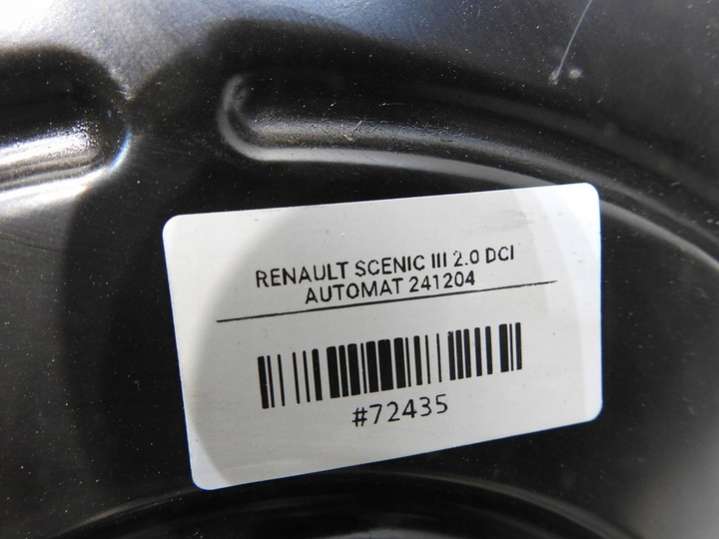 RENAULT SCENIC III 2.0 DCI
AUTOMAT 241204
#72435